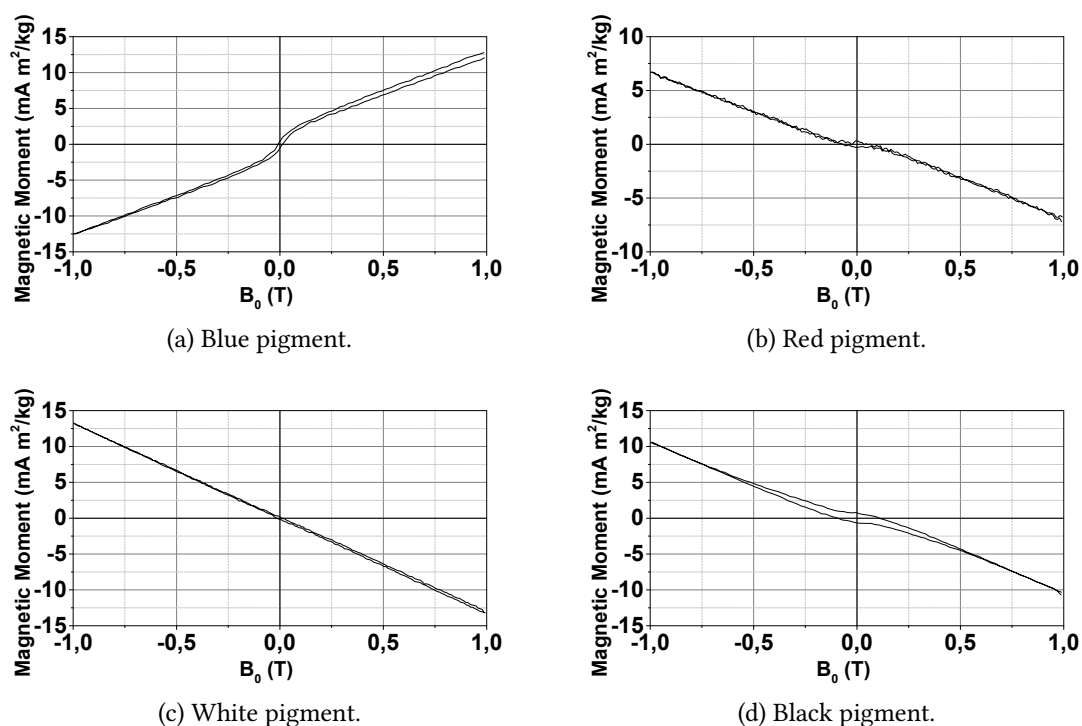 Magnetic Moment (mA m²/kg)
15
10
5
0
-5
-10
-15
-1,0 -0,5 0,0 0,5 1,0
B₀ (T)
(a) Blue pigment.
Magnetic Moment (mA m²/kg)
10
5
0
-5
-10
-1,0 -0,5 0,0 0,5 1,0
B₀ (T)
(b) Red pigment.
Magnetic Moment (mA m²/kg)
15
10
5
0
-5
-10
-15
-1,0 -0,5 0,0 0,5 1,0
B₀ (T)
(c) White pigment.
Magnetic Moment (mA m²/kg)
15
10
5
0
-5
-10
-15
-1,0 -0,5 0,0 0,5 1,0
B₀ (T)
(d) Black pigment.